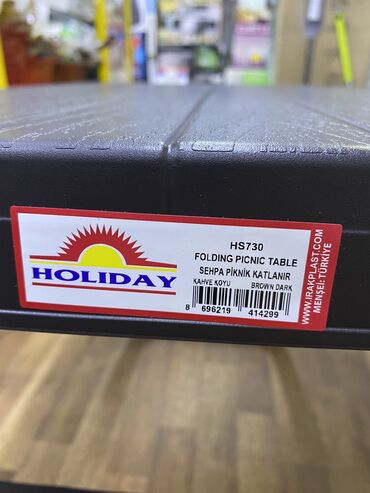 HOLIDAY
HS730
FOLDING PICNIC TABLE
SEHPA PİKNİK KATLANIR
KAHVE KOYU BROWN DARK
8 696219 414299
WWW.IRAKPLAST.COM
MENŞEİ:TÜRKİYE